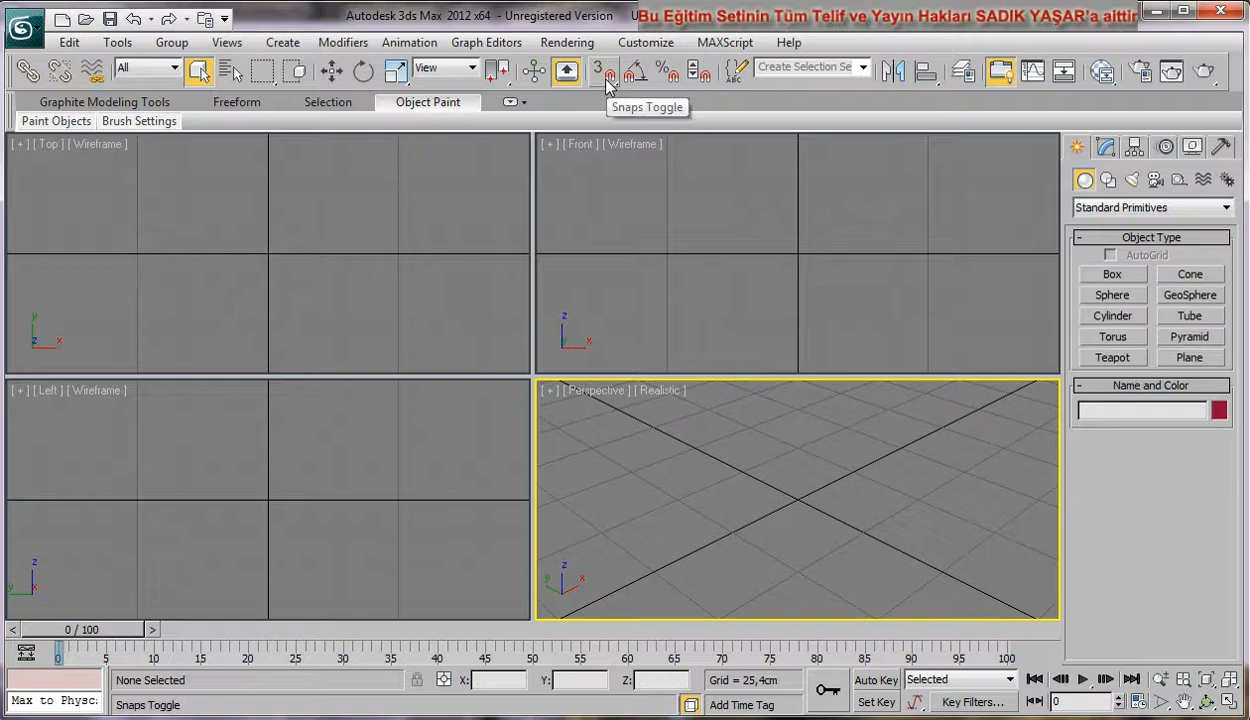 Autodesk 3ds Max 2012 x64 - Unregistered Version
Bu Eğitim Setinin Tüm Telif ve Yayın Hakları SADIK YAŞAR'a aittir
Edit Tools Group Views Create Modifiers Animation Graph Editors Rendering Customize MAXScript Help
All View 3 Create Selection Se
Snaps Toggle
Graphite Modeling Tools Freeform Selection Object Paint
Paint Objects Brush Settings
[ + ] [ Top ] [ Wireframe ]
[ + ] [ Front ] [ Wireframe ]
Standard Primitives
- Object Type
AutoGrid
Box Cone
Sphere GeoSphere
Cylinder Tube
Torus Pyramid
Teapot Plane
- Name and Color
y
z x
z
y x
[ + ] [ Left ] [ Wireframe ]
[ + ] [ Perspective ] [ Realistic ]
z
y x
z
y x
< 0 / 100 >
0 5 10 15 20 25 30 35 40 45 50 55 60 65 70 75 80 85 90 95 100
None Selected X: Y: Z: Grid = 25,4cm Auto Key Selected
Max to Physc: Snaps Toggle Add Time Tag Set Key Key Filters... 0